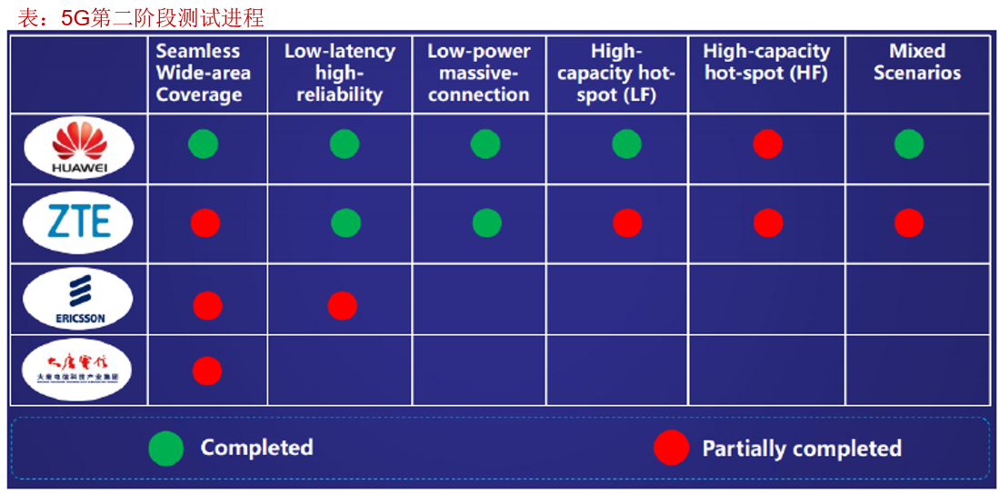 表：5G第二阶段测试进程
Seamless
Wide-area
Coverage
Low-latency
high-
reliability
Low-power
massive-
connection
High-
capacity hot-
spot (LF)
High-capacity
hot-spot (HF)
Mixed
Scenarios
HUAWEI
ZTE
ERICSSON
大唐電信
大唐电信科技产业集团
Completed
Partially completed